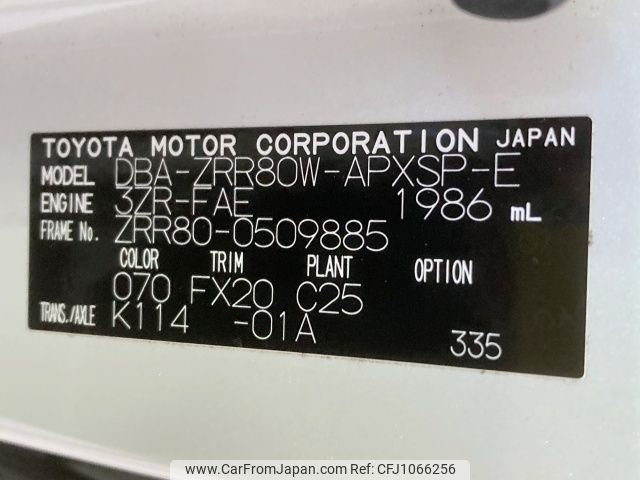 TOYOTA MOTOR CORPORATION JAPAN
MODEL DBA-ZRR80W-APXSP-E
ENGINE 3ZR-FAE 1986 mL
FRAME No. ZRR80-0509885
COLOR TRIM PLANT OPTION
070 FX20 C25
TRANS./AXLE K114 -01A
335
© www.CarFromJapan.com | No. CFJ1066256